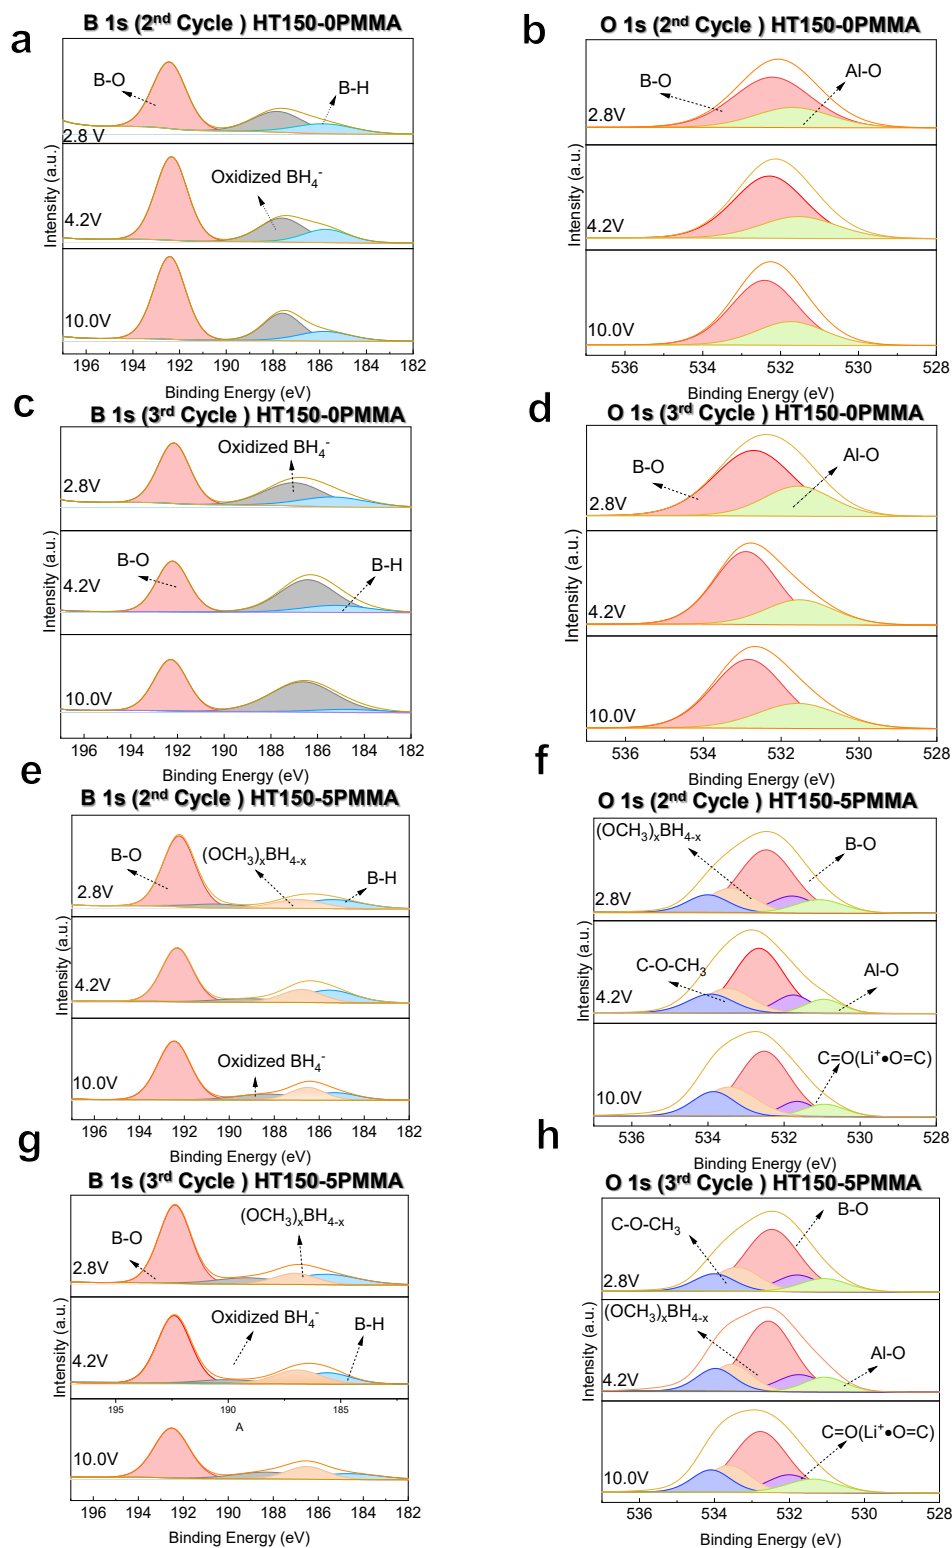 a
B 1s (2nd Cycle ) HT150-0PMMA
B-O
B-H
2.8 V
Oxidized BH4-
4.2V
10.0V
Intensity (a.u.)
196 194 192 190 188 186 184 182
Binding Energy (eV)
b
O 1s (2nd Cycle ) HT150-0PMMA
B-O
Al-O
2.8V
4.2V
10.0V
Intensity (a.u.)
536 534 532 530 528
Binding Energy (eV)
c
B 1s (3rd Cycle ) HT150-0PMMA
Oxidized BH4-
2.8V
B-O
4.2V
B-H
10.0V
Intensity (a.u.)
196 194 192 190 188 186 184 182
Binding Energy (eV)
d
O 1s (3rd Cycle ) HT150-0PMMA
B-O
Al-O
2.8V
4.2V
10.0V
Intensity (a.u.)
536 534 532 530 528
Binding Energy (eV)
e
B 1s (2nd Cycle ) HT150-5PMMA
B-O
(OCH3)xBH4-x
B-H
2.8V
4.2V
Oxidized BH4-
10.0V
Intensity (a.u.)
196 194 192 190 188 186 184 182
Binding Energy (eV)
f
O 1s (2nd Cycle ) HT150-5PMMA
(OCH3)xBH4-x
B-O
2.8V
C-O-CH3
Al-O
4.2V
C=O(Li+●O=C)
10.0V
Intensity (a.u.)
536 534 532 530 528
Binding Energy (eV)
g
B 1s (3rd Cycle ) HT150-5PMMA
(OCH3)xBH4-x
B-O
2.8V
Oxidized BH4-
B-H
4.2V
195 190 185
A
10.0V
Intensity (a.u.)
196 194 192 190 188 186 184 182
Binding Energy (eV)
h
O 1s (3rd Cycle ) HT150-5PMMA
C-O-CH3
B-O
2.8V
(OCH3)xBH4-x
Al-O
4.2V
C=O(Li+●O=C)
10.0V
Intensity (a.u.)
536 534 532 530 528
Binding Energy (eV)